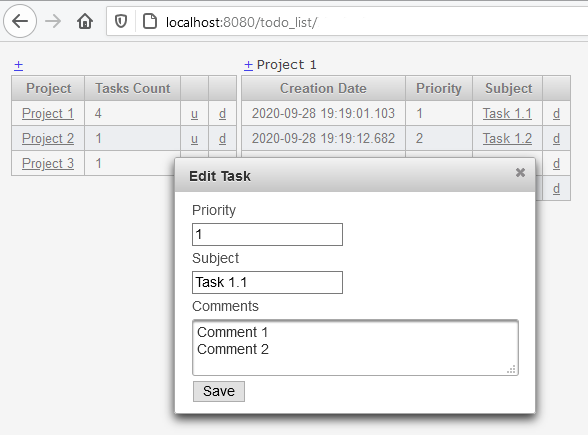 localhost:8080/todo_list/
+
+ Project 1
Project Tasks Count
Creation Date Priority Subject
Project 1 4 u d
2020-09-28 19:19:01.103 1 Task 1.1 d
Project 2 1 u d
2020-09-28 19:19:12.682 2 Task 1.2 d
Project 3 1
d
d
Edit Task
Priority
1
Subject
Task 1.1
Comments
Comment 1
Comment 2
Save